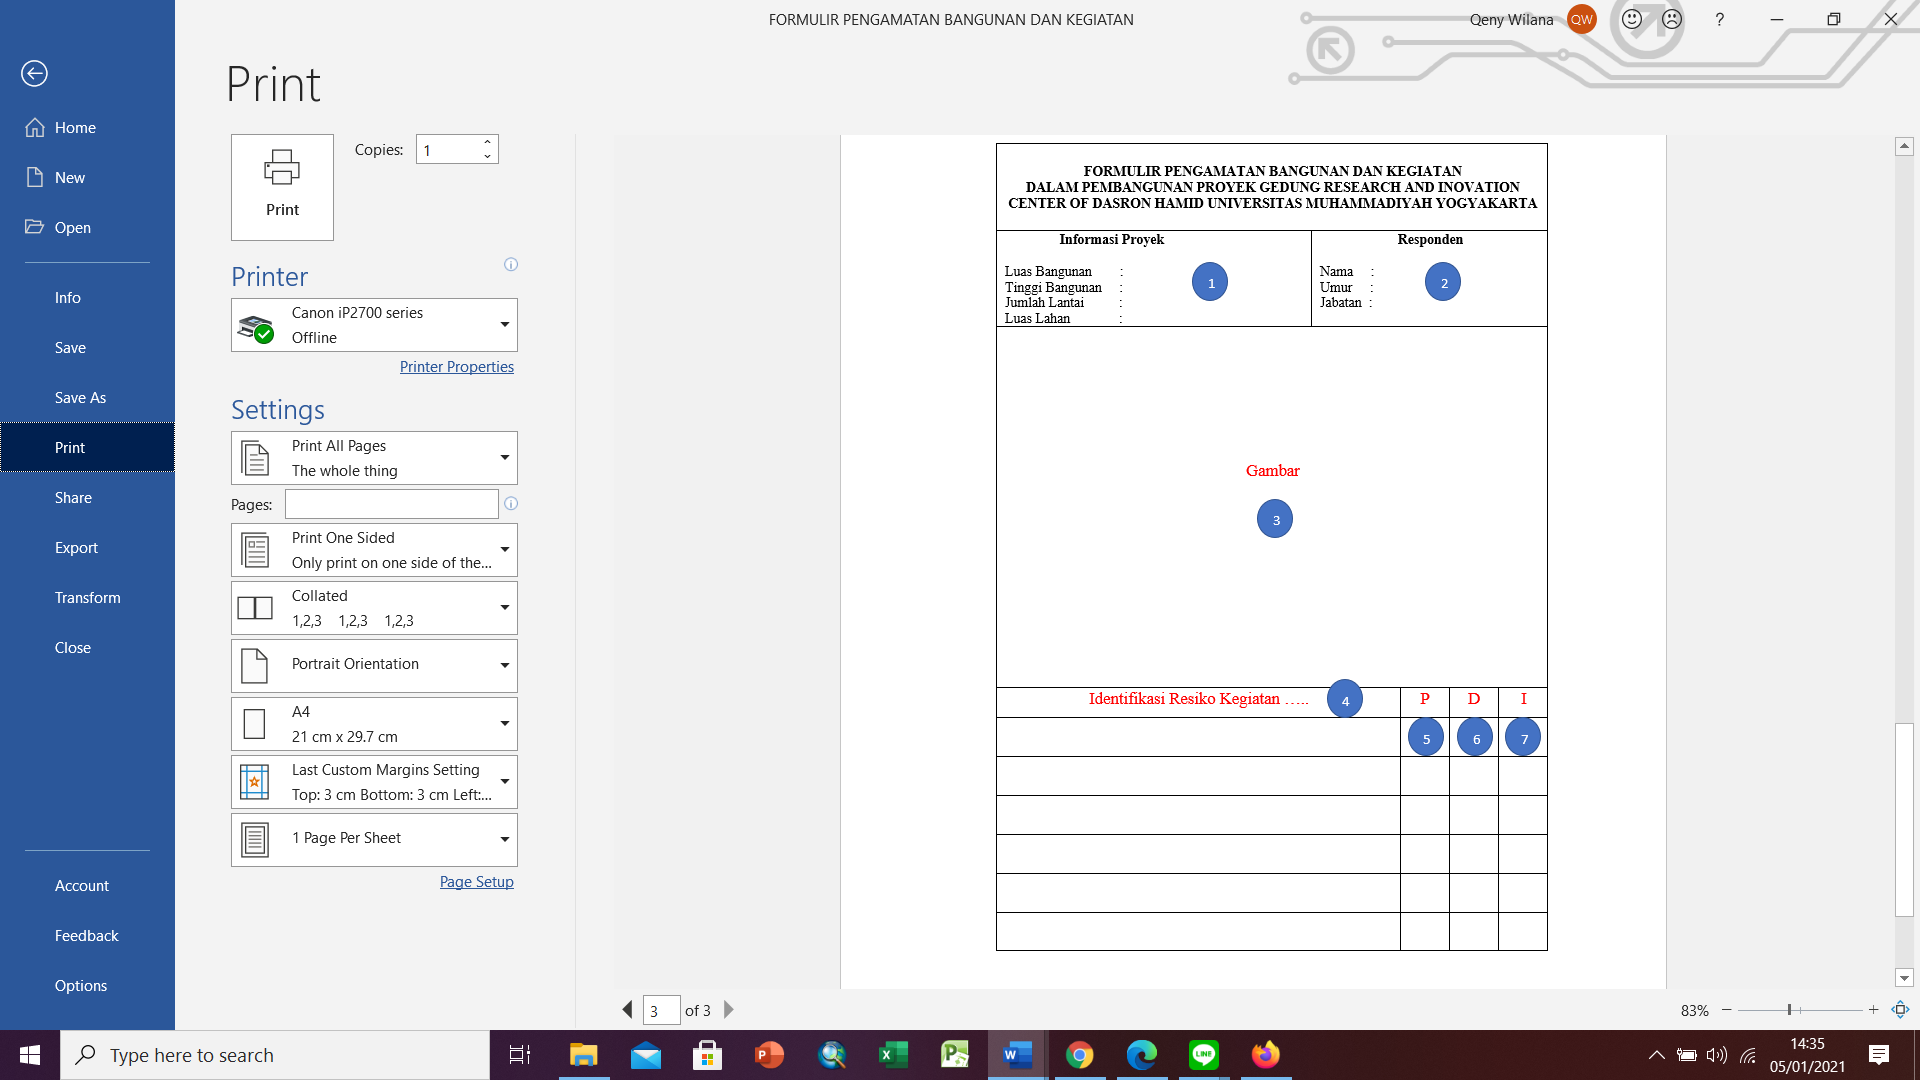 FORMULIR PENGAMATAN BANGUNAN DAN KEGIATAN
Qeny Wilana
QW
?
Print
Home
New
Open
Info
Save
Save As
Print
Share
Export
Transform
Close
Account
Feedback
Options
Print
Copies: 1
Printer
Canon iP2700 series
Offline
Printer Properties
Settings
Print All Pages
The whole thing
Pages:
Print One Sided
Only print on one side of the...
Collated
1,2,3 1,2,3 1,2,3
Portrait Orientation
A4
21 cm x 29.7 cm
Last Custom Margins Setting
Top: 3 cm Bottom: 3 cm Left:...
1 Page Per Sheet
Page Setup
FORMULIR PENGAMATAN BANGUNAN DAN KEGIATAN
DALAM PEMBANGUNAN PROYEK GEDUNG RESEARCH AND INOVATION
CENTER OF DASRON HAMID UNIVERSITAS MUHAMMADIYAH YOGYAKARTA
Informasi Proyek
Luas Bangunan :
Tinggi Bangunan :
Jumlah Lantai :
Luas Lahan :
1
Responden
Nama :
Umur :
Jabatan :
2
Gambar
3
Identifikasi Resiko Kegiatan ….. 4 P D I
5 6 7
3 of 3
83%
Type here to search
14:35
05/01/2021